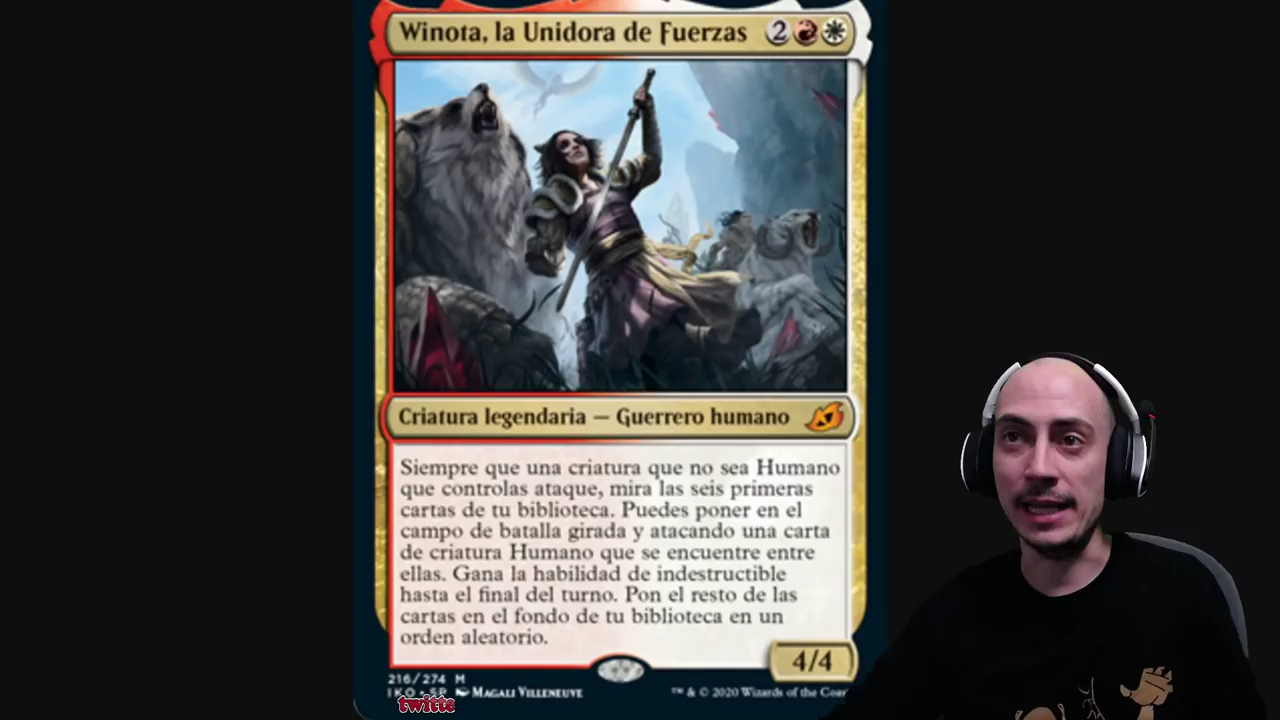 Winota, la Unidora de Fuerzas 2
Criatura legendaria — Guerrero humano
Siempre que una criatura que no sea Humano
que controlas ataque, mira las seis primeras
cartas de tu biblioteca. Puedes poner en el
campo de batalla girada y atacando una carta
de criatura Humano que se encuentre entre
ellas. Gana la habilidad de indestructible
hasta el final del turno. Pon el resto de las
cartas en el fondo de tu biblioteca en un
orden aleatorio.
4/4
216/274 M
IKO • SP Magali Villeneuve
™ & © 2020 Wizards of the Coas
twitte